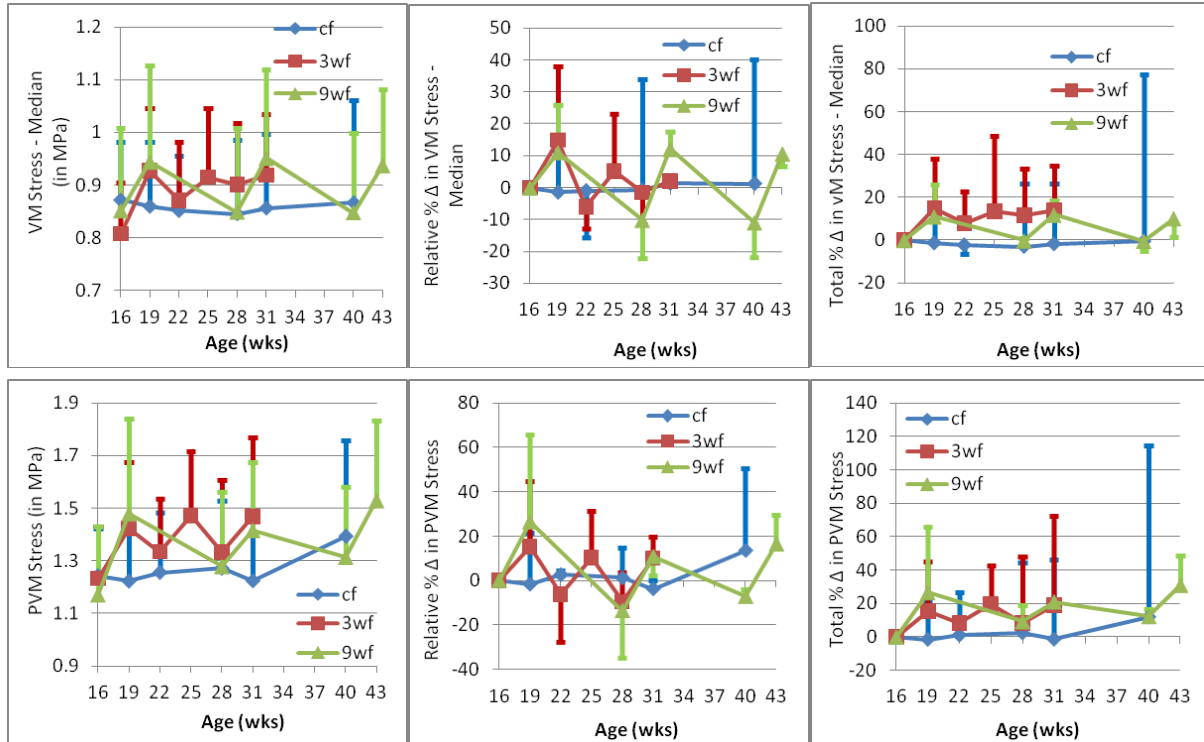 VM Stress - Median
(in MPa)
1.2
1.1
1
0.9
0.8
0.7
cf
3wf
9wf
16 19 22 25 28 31 34 37 40 43
Age (wks)
Relative % Δ in VM Stress -
Median
50
40
30
20
10
0
-10
-20
-30
cf
3wf
9wf
16 19 22 25 28 31 34 37 40 43
Age (wks)
Total % Δ in vM Stress - Median
100
80
60
40
20
0
-20
cf
3wf
9wf
16 19 22 25 28 31 34 37 40 43
Age (wks)
PVM Stress (in MPa)
1.9
1.7
1.5
1.3
1.1
0.9
cf
3wf
9wf
16 19 22 25 28 31 34 37 40 43
Age (wks)
Relative % Δ in PVM Stress
80
60
40
20
0
-20
-40
cf
3wf
9wf
16 19 22 25 28 31 34 37 40 43
Age (wks)
Total % Δ in PVM Stress
140
120
100
80
60
40
20
0
-20
cf
3wf
9wf
16 19 22 25 28 31 34 37 40 43
Age (wks)